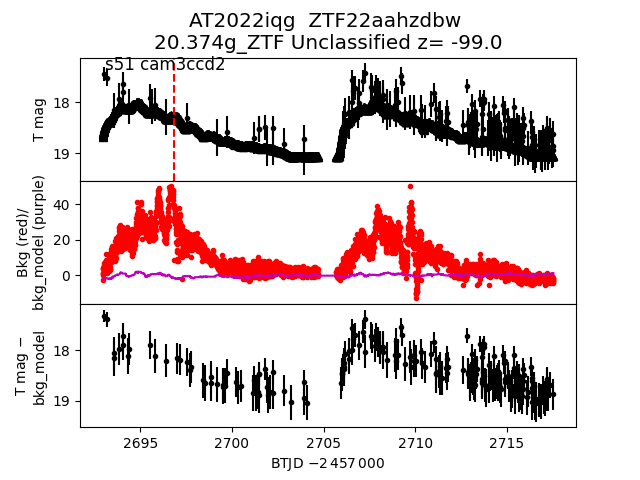 AT2022iqg  ZTF22aahzdbw
20.374g_ZTF Unclassified z= -99.0
s51 cam3ccd2
T mag
18
19
Bkg (red)/
bkg_model (purple)
40
20
0
T mag −
bkg_model
18
19
2695 2700 2705 2710 2715
BTJD −2 457 000